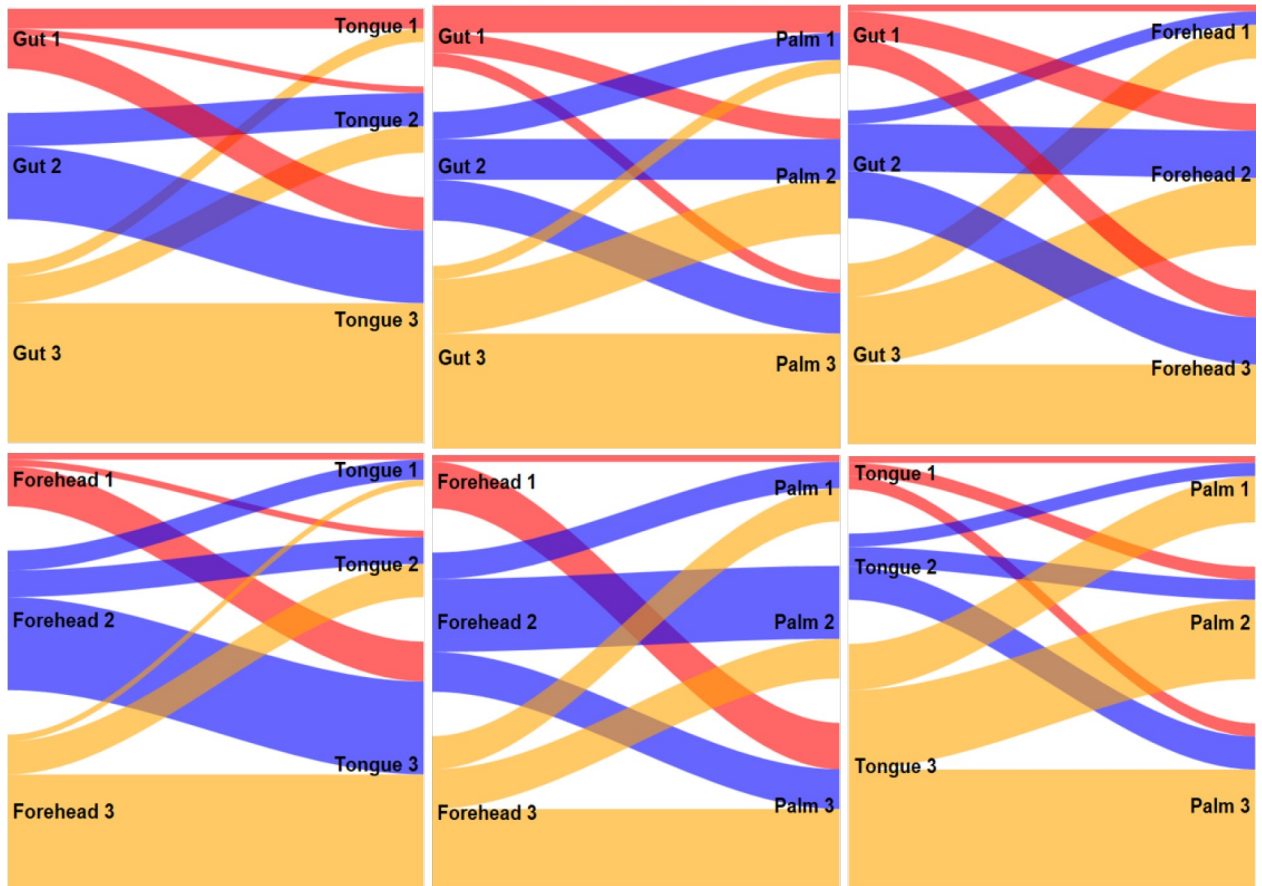 Gut 1
Tongue 1
Tongue 2
Gut 2
Tongue 3
Gut 3
Gut 1
Palm 1
Gut 2
Palm 2
Gut 3
Palm 3
Gut 1
Forehead 1
Gut 2
Forehead 2
Gut 3
Forehead 3
Forehead 1
Tongue 1
Tongue 2
Forehead 2
Tongue 3
Forehead 3
Forehead 1
Palm 1
Forehead 2
Palm 2
Forehead 3
Palm 3
Tongue 1
Palm 1
Tongue 2
Palm 2
Tongue 3
Palm 3